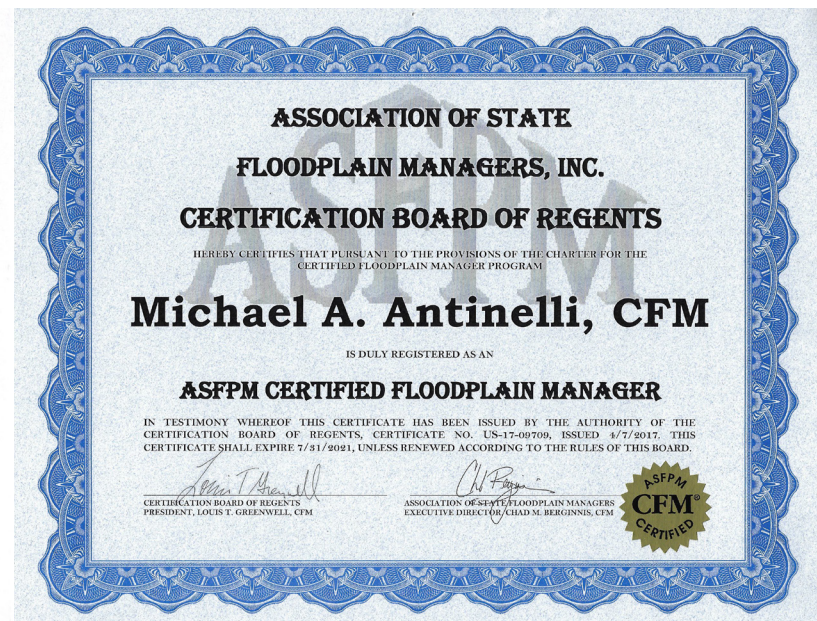 ASFPM
ASSOCIATION OF STATE
FLOODPLAIN MANAGERS, INC.
CERTIFICATION BOARD OF REGENTS
HEREBY CERTIFIES THAT PURSUANT TO THE PROVISIONS OF THE CHARTER FOR THE
CERTIFIED FLOODPLAIN MANAGER PROGRAM
Michael A. Antinelli, CFM
IS DULY REGISTERED AS AN
ASFPM CERTIFIED FLOODPLAIN MANAGER
IN TESTIMONY WHEREOF THIS CERTIFICATE HAS BEEN ISSUED BY THE AUTHORITY OF THE
CERTIFICATION BOARD OF REGENTS, CERTIFICATE NO. US-17-09709, ISSUED 4/7/2017. THIS
CERTIFICATE SHALL EXPIRE 7/31/2021, UNLESS RENEWED ACCORDING TO THE RULES OF THIS BOARD.
Louis T Greenwell
CERTIFICATION BOARD OF REGENTS
PRESIDENT, LOUIS T. GREENWELL, CFM
ASSOCIATION OF STATE FLOODPLAIN MANAGERS
EXECUTIVE DIRECTOR, CHAD M. BERGINNIS, CFM
ASFPM
CFM®
CERTIFIED